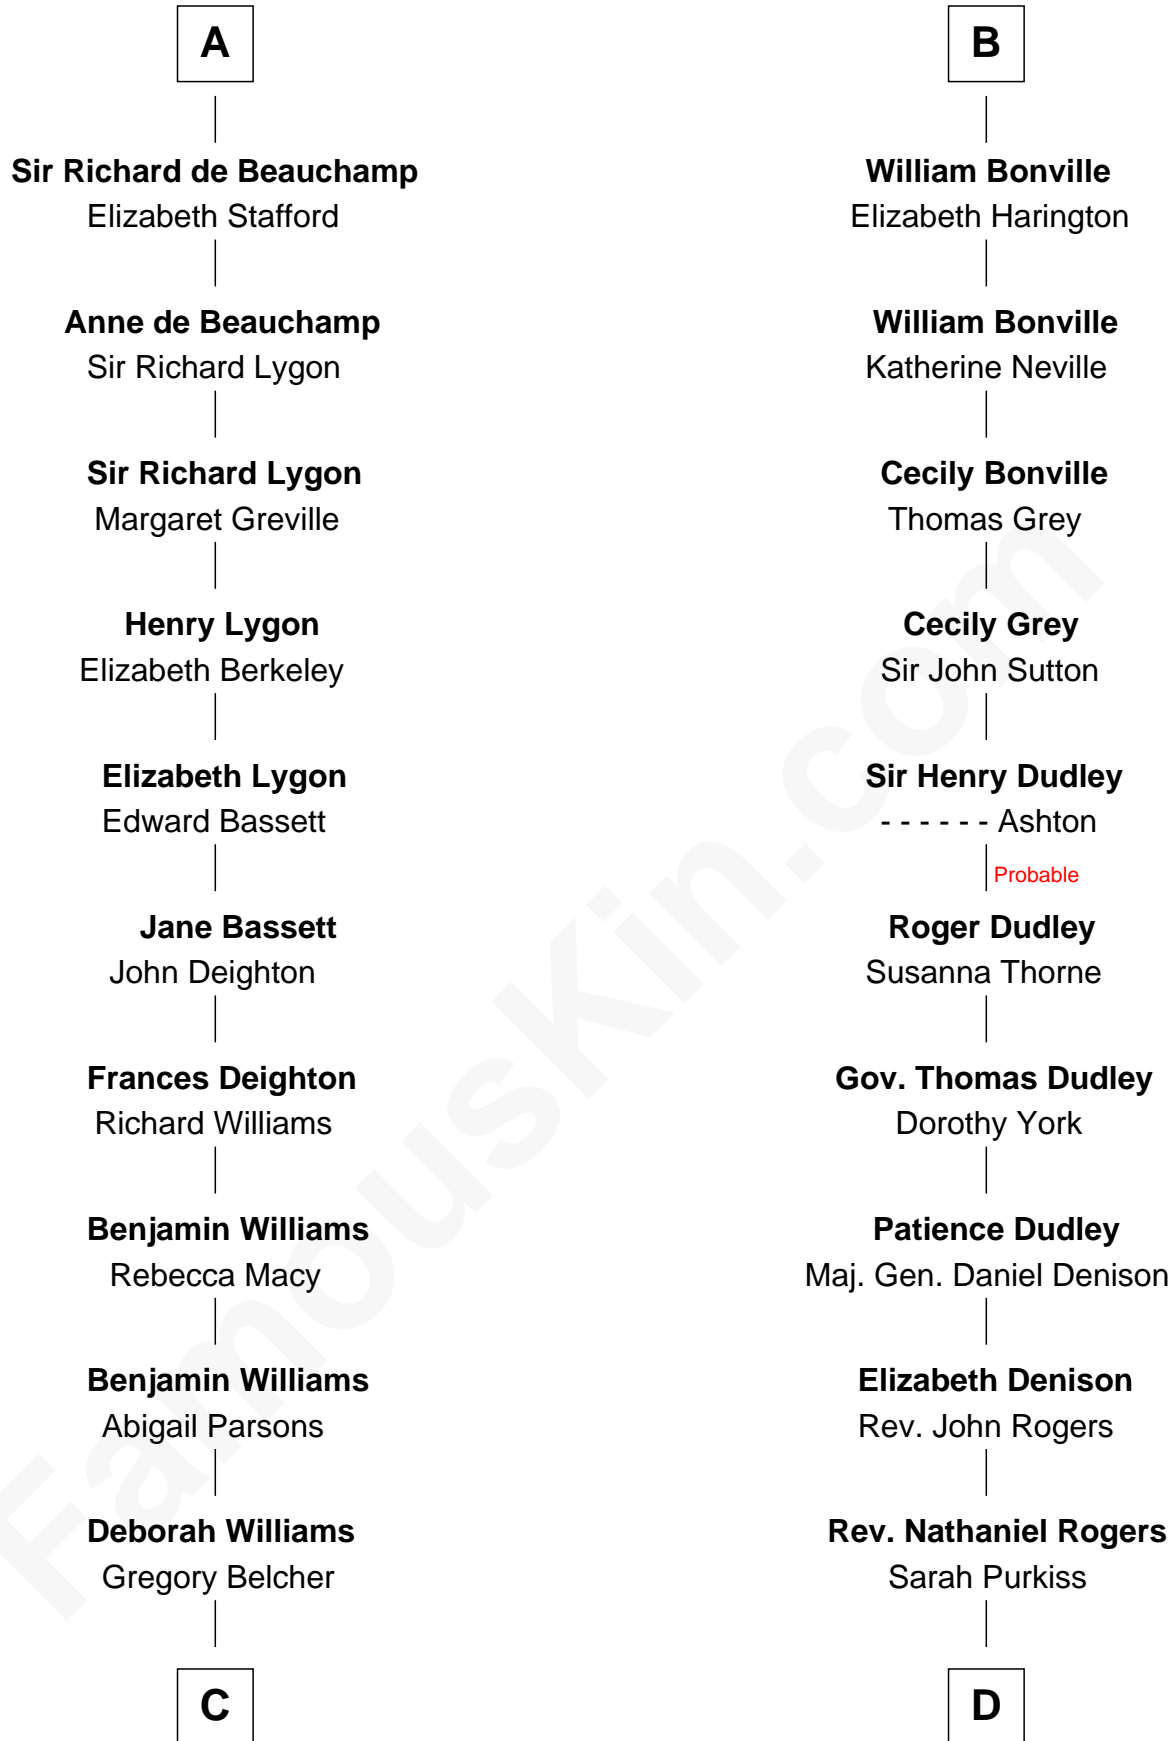 A
Sir Richard de Beauchamp
Elizabeth Stafford
Anne de Beauchamp
Sir Richard Lygon
Sir Richard Lygon
Margaret Greville
Henry Lygon
Elizabeth Berkeley
Elizabeth Lygon
Edward Bassett
Jane Bassett
John Deighton
Frances Deighton
Richard Williams
Benjamin Williams
Rebecca Macy
Benjamin Williams
Abigail Parsons
Deborah Williams
Gregory Belcher
C
B
William Bonville
Elizabeth Harington
William Bonville
Katherine Neville
Cecily Bonville
Thomas Grey
Cecily Grey
Sir John Sutton
Sir Henry Dudley
- - - - - - Ashton
Probable
Roger Dudley
Susanna Thorne
Gov. Thomas Dudley
Dorothy York
Patience Dudley
Maj. Gen. Daniel Denison
Elizabeth Denison
Rev. John Rogers
Rev. Nathaniel Rogers
Sarah Purkiss
D
FamousKin.com